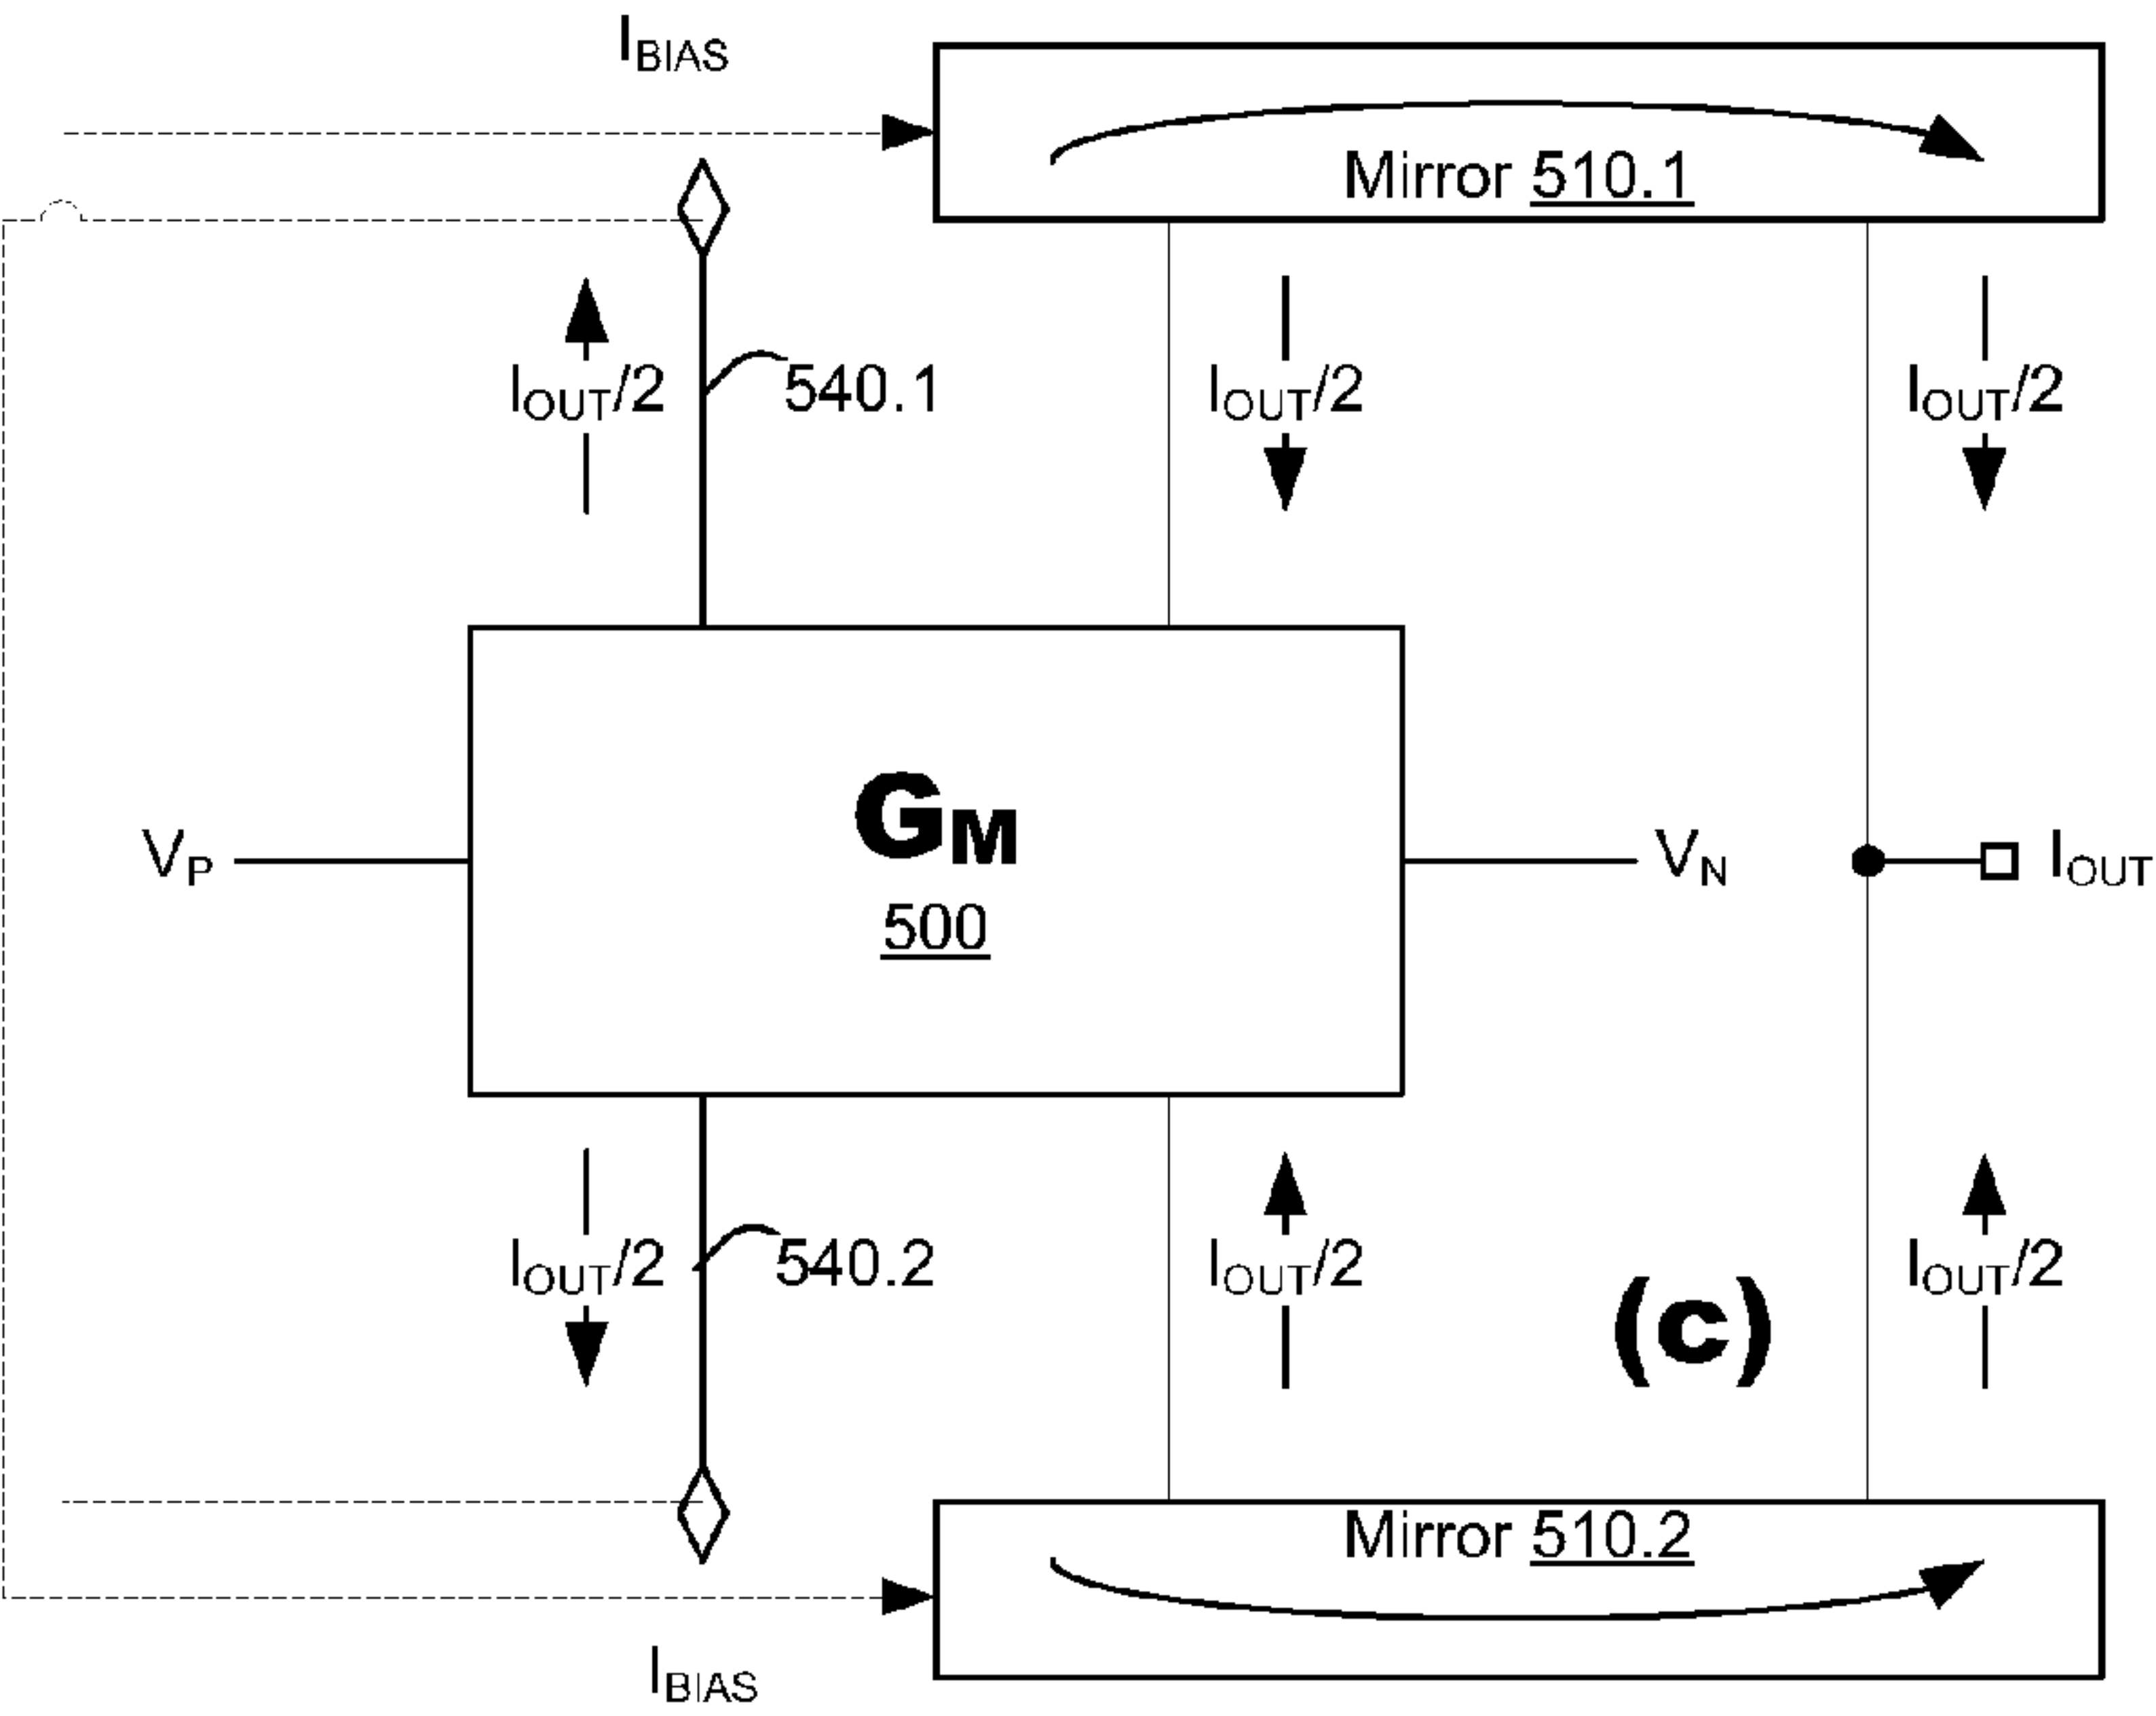 IBIAS
Mirror 510.1
IOUT/2
540.1
IOUT/2
IOUT/2
VP
GM
500
VN
IOUT
IOUT/2
540.2
IOUT/2
IOUT/2
(c)
Mirror 510.2
IBIAS